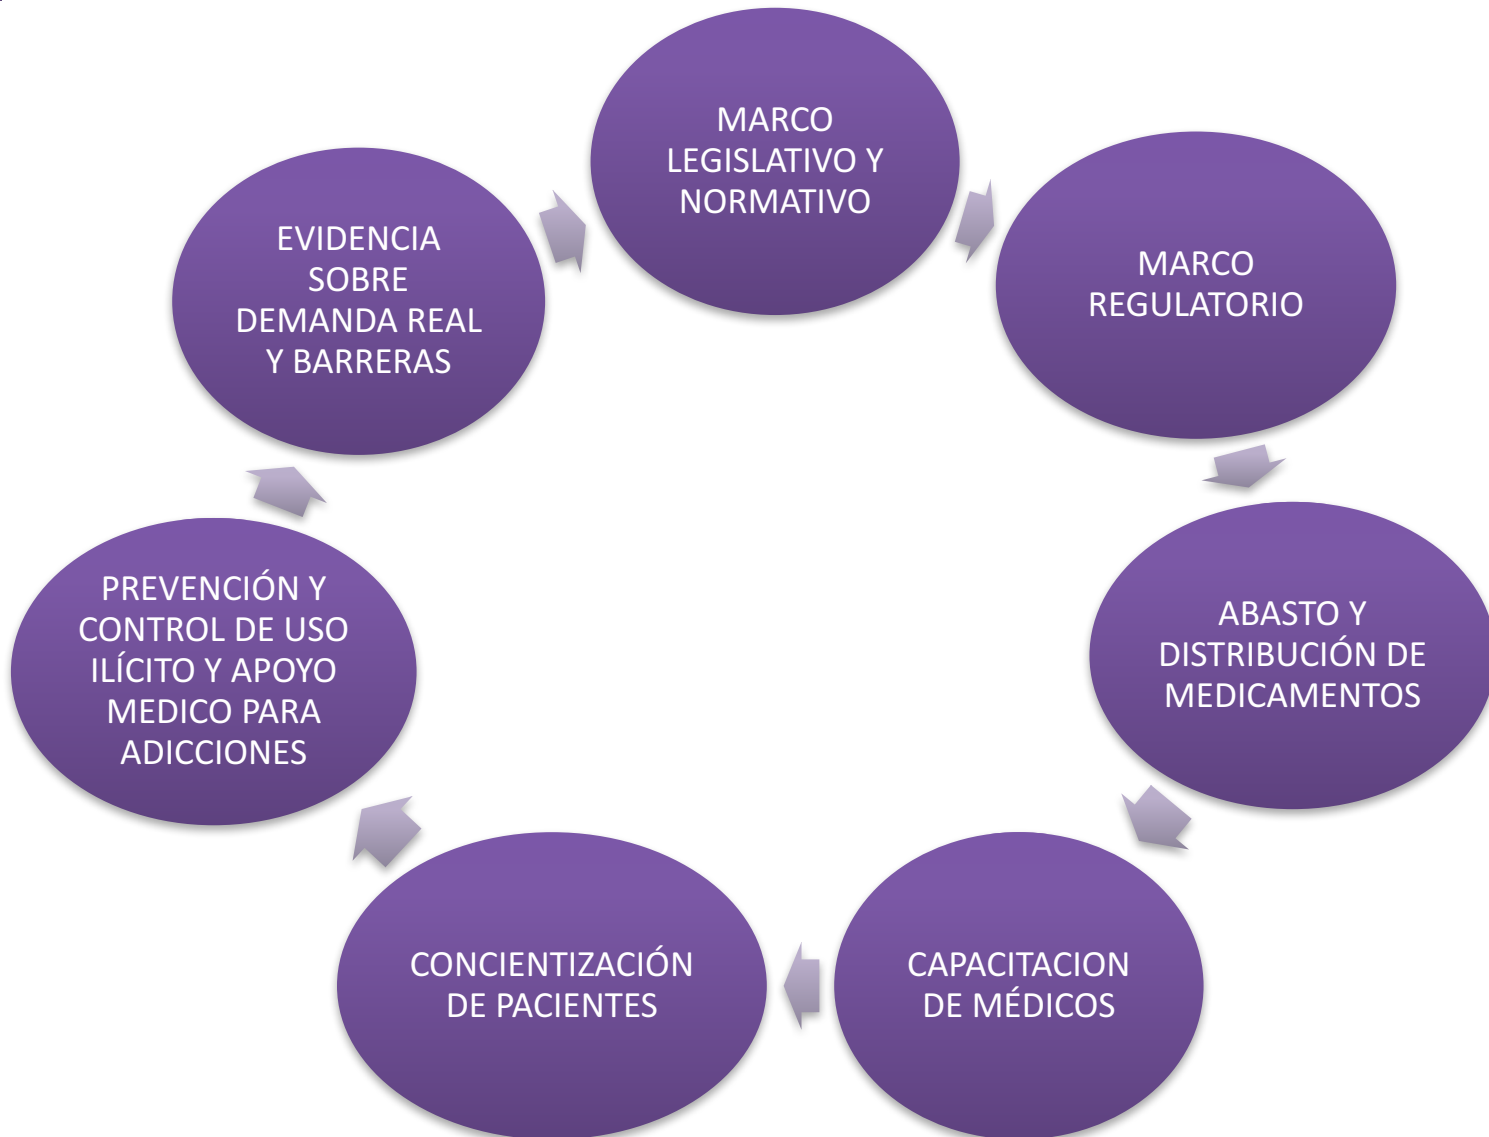 MARCO
LEGISLATIVO Y
NORMATIVO
MARCO
REGULATORIO
ABASTO Y
DISTRIBUCIÓN DE
MEDICAMENTOS
CAPACITACION
DE MÉDICOS
CONCIENTIZACIÓN
DE PACIENTES
PREVENCIÓN Y
CONTROL DE USO
ILÍCITO Y APOYO
MEDICO PARA
ADICCIONES
EVIDENCIA
SOBRE
DEMANDA REAL
Y BARRERAS